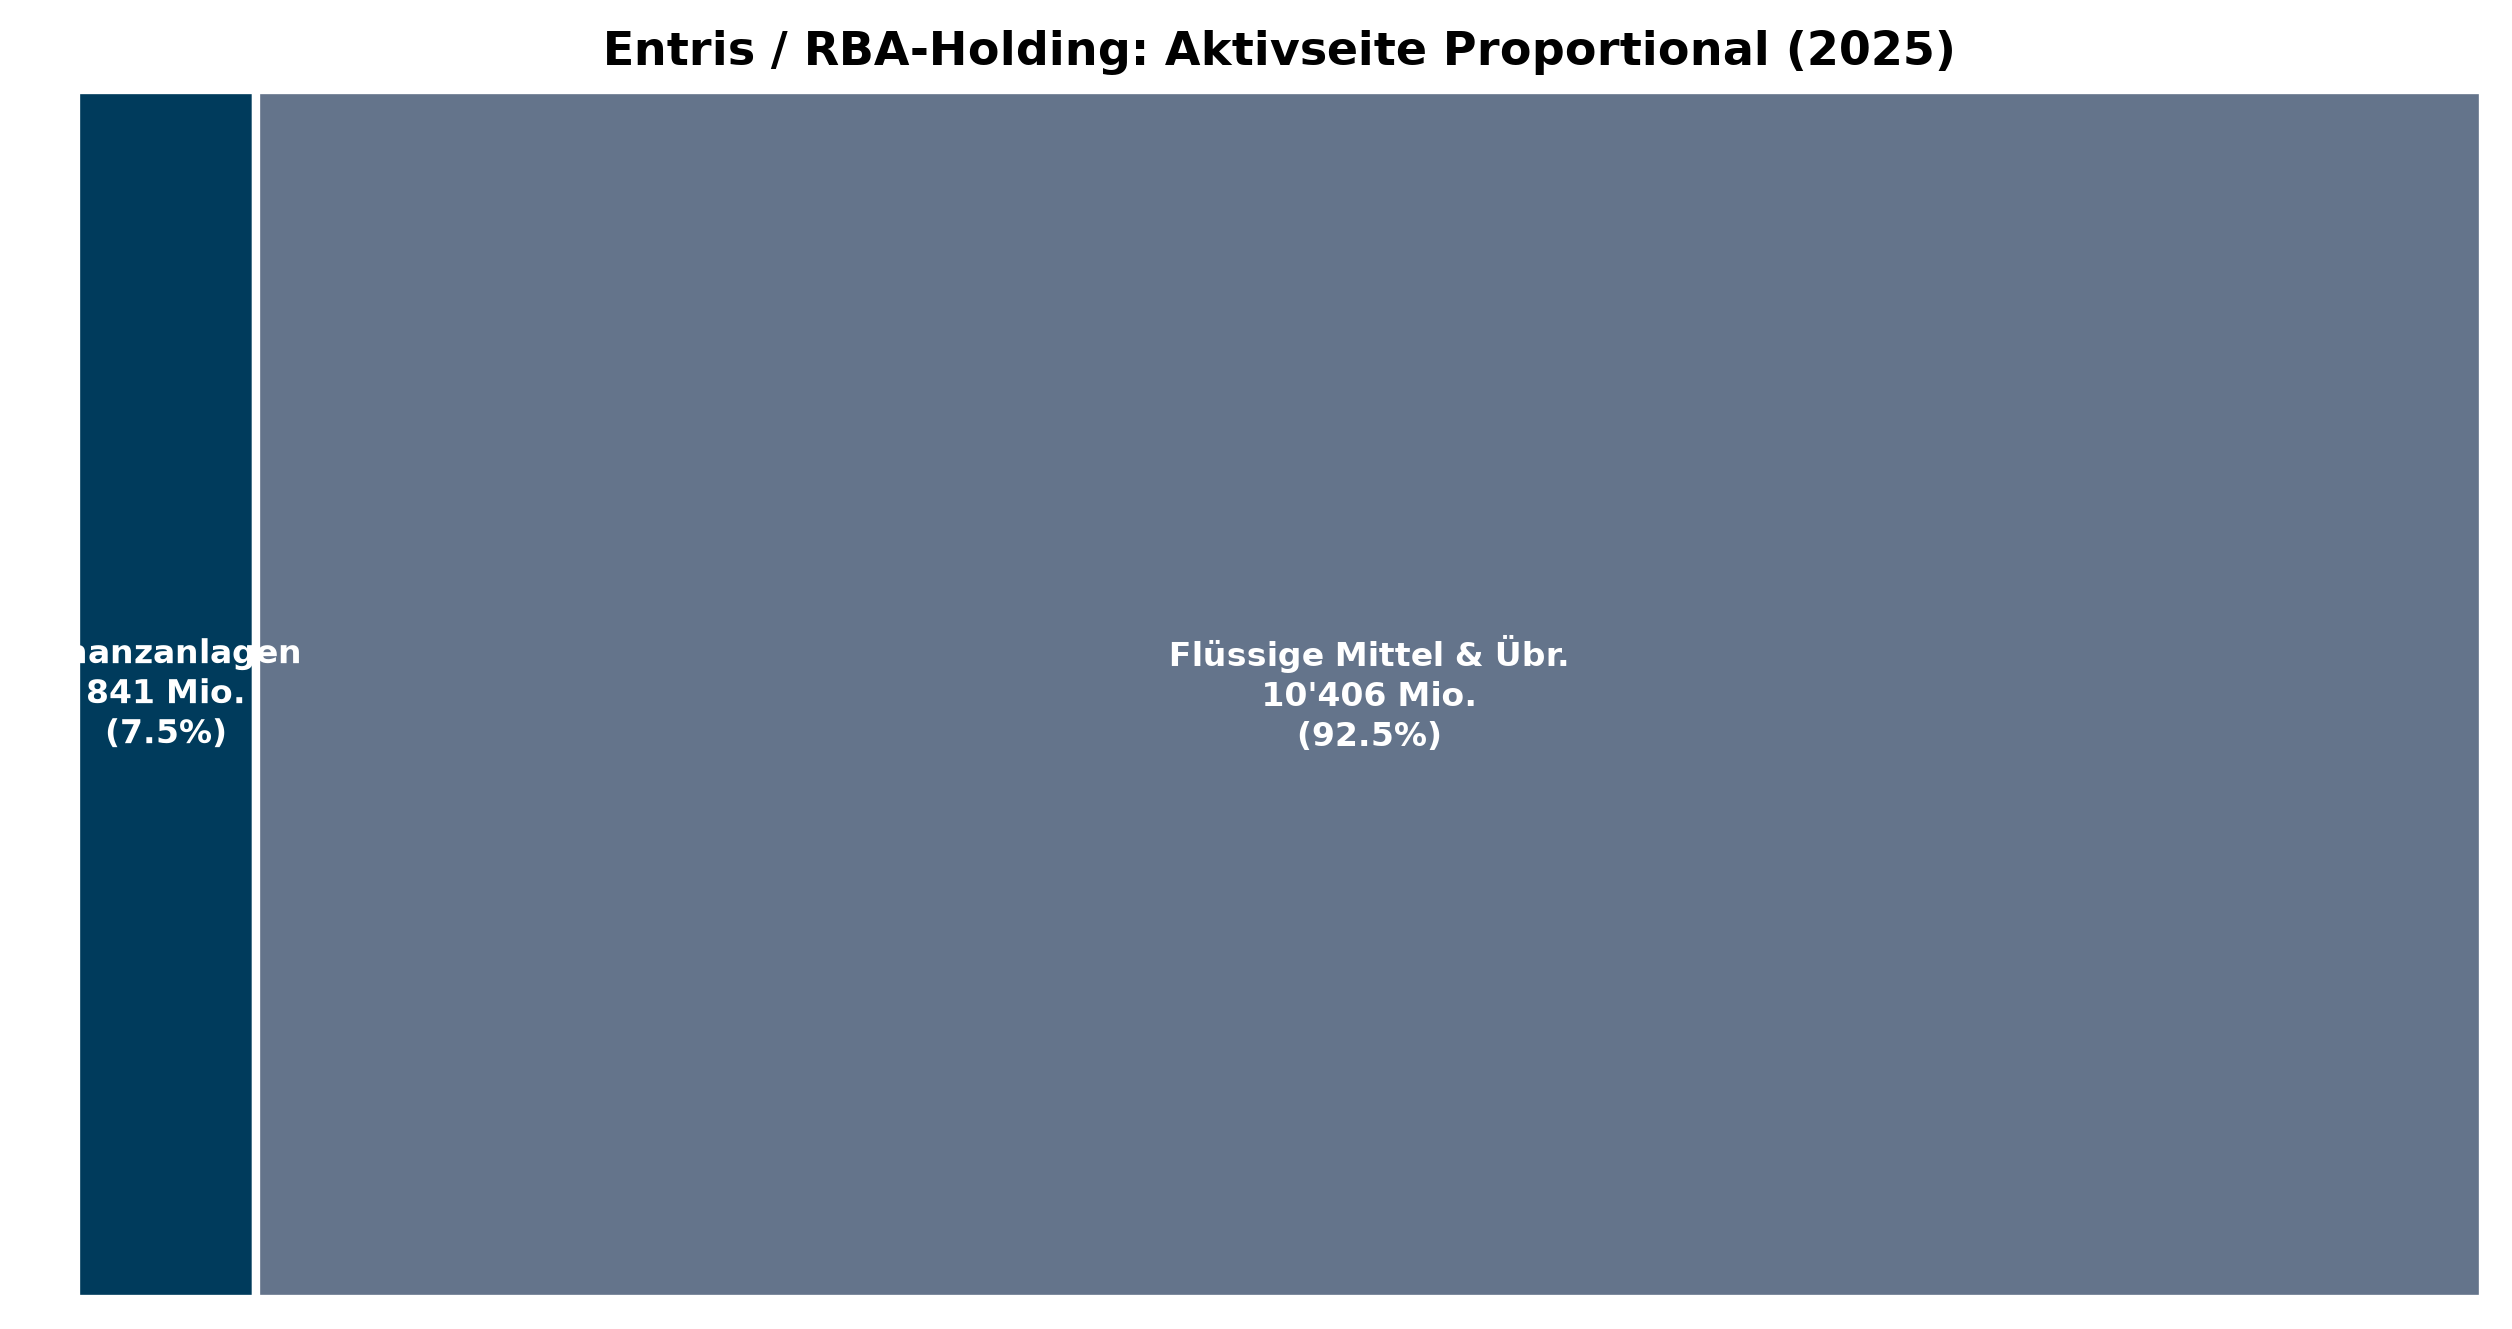 Entris / RBA-Holding: Aktivseite Proportional (2025)
nanzanlagen
841 Mio.
(7.5%)
Flüssige Mittel & Übr.
10'406 Mio.
(92.5%)